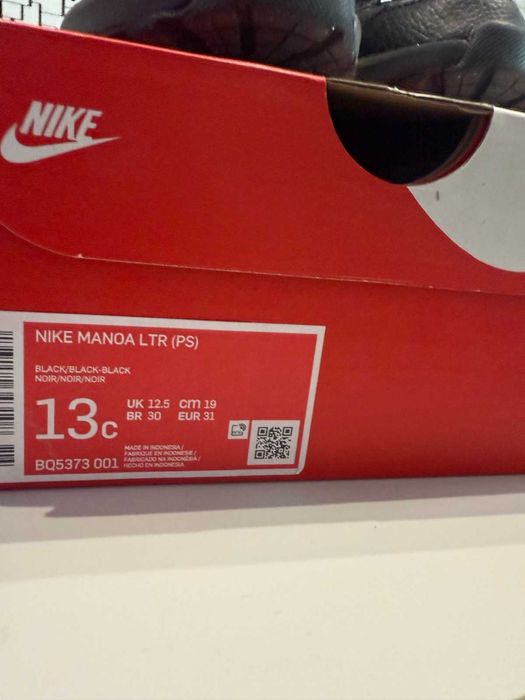 NIKE
NIKE MANOA LTR (PS)
BLACK/BLACK-BLACK
NOIR/NOIR/NOIR
13C
UK 12.5 cm 19
BR 30 EUR 31
MADE IN INDONESIA /
FABRIQUE EN INDONESIE /
FABRICADO NA INDONÉSIA /
HECHO EN INDONESIA
BQ5373 001